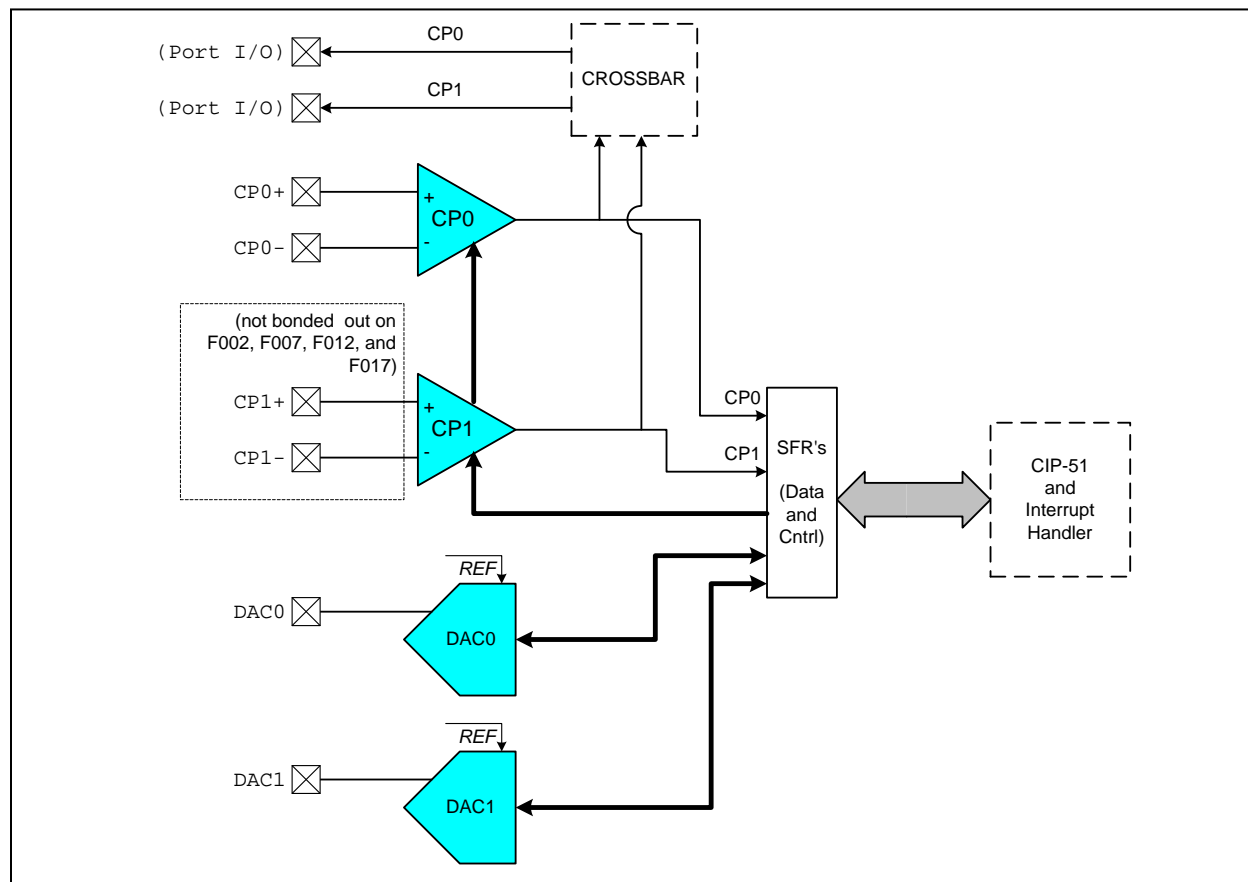 (Port I/O)
CP0
CROSSBAR
(Port I/O)
CP1
CP0+
+
CP0
CP0-
-
(not bonded out on
F002, F007, F012, and
F017)
CP1+
+
CP1
CP1-
-
CP0
CP1
SFR's
(Data
and
Cntrl)
CIP-51
and
Interrupt
Handler
REF
DAC0
DAC0
REF
DAC1
DAC1